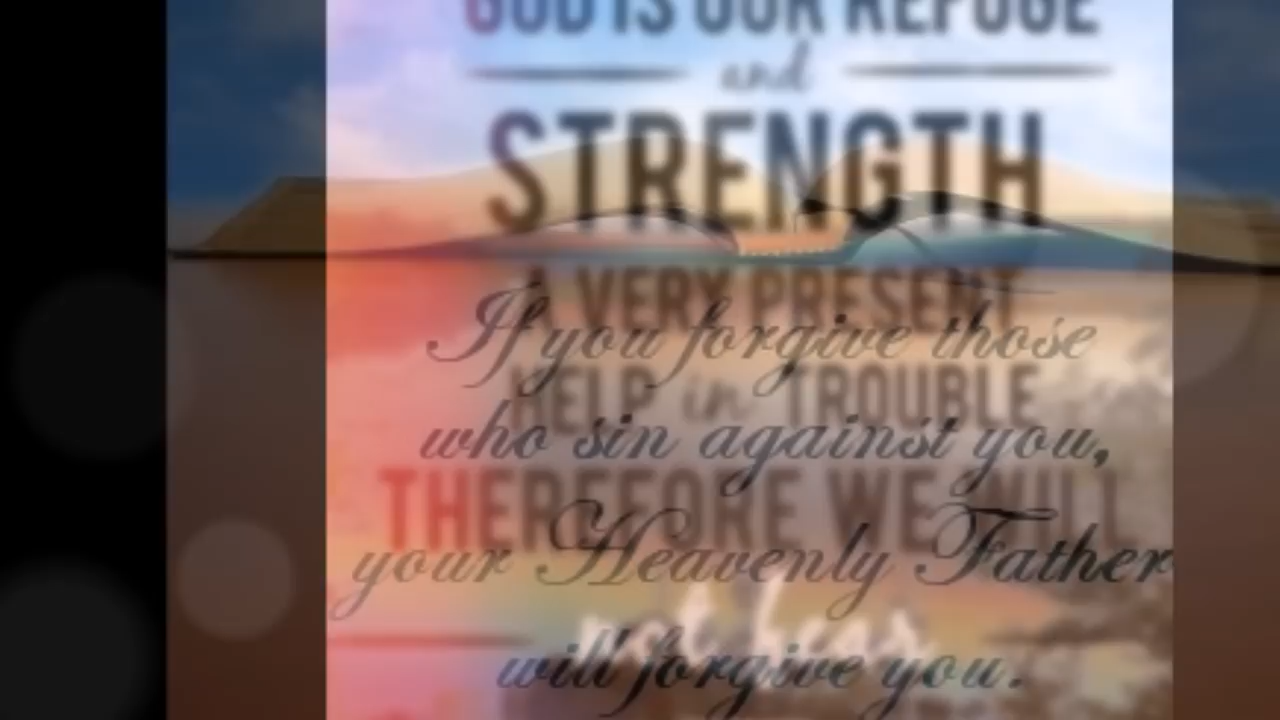 GOD IS OUR REFUGE
and
STRENGTH
A VERY PRESENT
HELP in TROUBLE
THEREFORE WE WILL
not
If you forgive those
who sin against you,
your Heavenly Father
will forgive you.